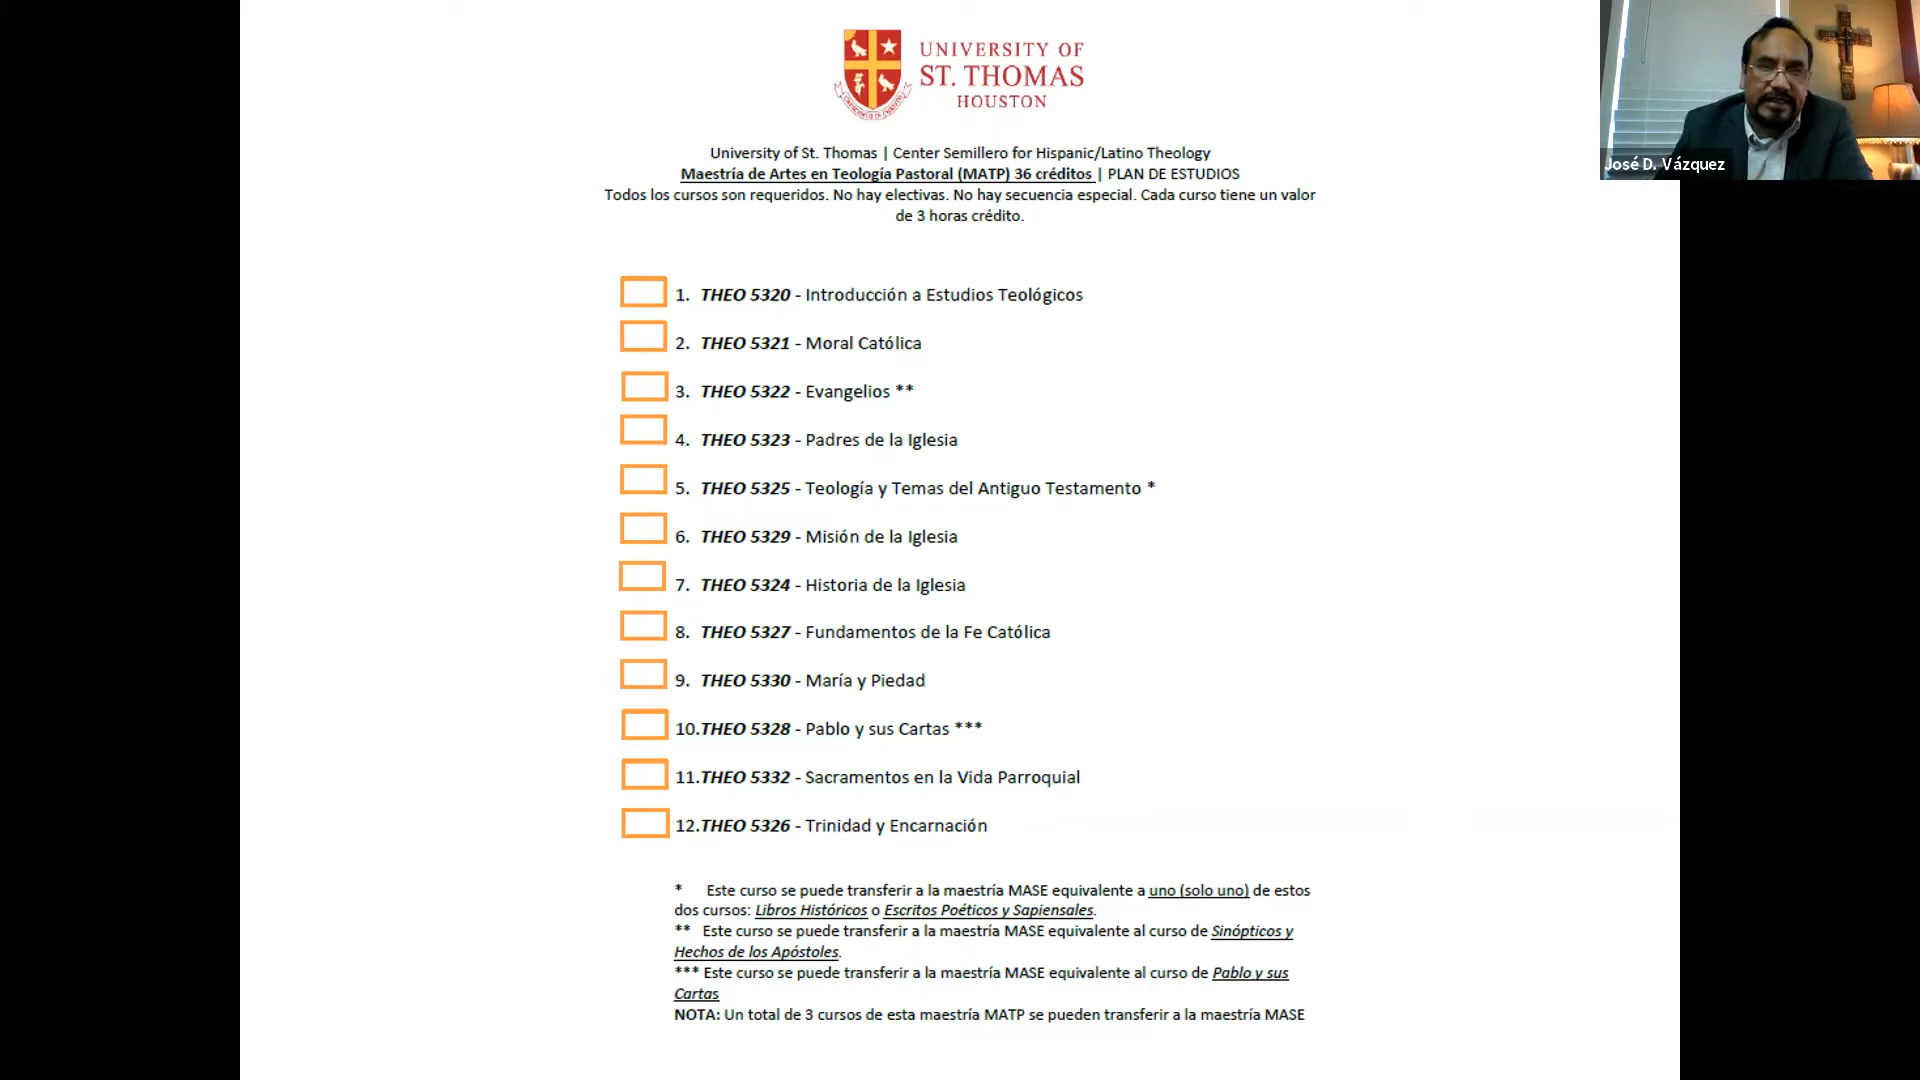 UNIVERSITY OF
ST. THOMAS
HOUSTON
José D. Vázquez
University of St. Thomas | Center Semillero for Hispanic/Latino Theology
Maestría de Artes en Teología Pastoral (MATP) 36 créditos | PLAN DE ESTUDIOS
Todos los cursos son requeridos. No hay electivas. No hay secuencia especial. Cada curso tiene un valor
de 3 horas crédito.
1. THEO 5320 - Introducción a Estudios Teológicos
2. THEO 5321 - Moral Católica
3. THEO 5322 - Evangelios **
4. THEO 5323 - Padres de la Iglesia
5. THEO 5325 - Teología y Temas del Antiguo Testamento *
6. THEO 5329 - Misión de la Iglesia
7. THEO 5324 - Historia de la Iglesia
8. THEO 5327 - Fundamentos de la Fe Católica
9. THEO 5330 - María y Piedad
10.THEO 5328 - Pablo y sus Cartas ***
11.THEO 5332 - Sacramentos en la Vida Parroquial
12.THEO 5326 - Trinidad y Encarnación
* Este curso se puede transferir a la maestría MASE equivalente a uno (solo uno) de estos
dos cursos: Libros Históricos o Escritos Poéticos y Sapiensales.
** Este curso se puede transferir a la maestría MASE equivalente al curso de Sinópticos y
Hechos de los Apóstoles.
*** Este curso se puede transferir a la maestría MASE equivalente al curso de Pablo y sus
Cartas
NOTA: Un total de 3 cursos de esta maestría MATP se pueden transferir a la maestría MASE